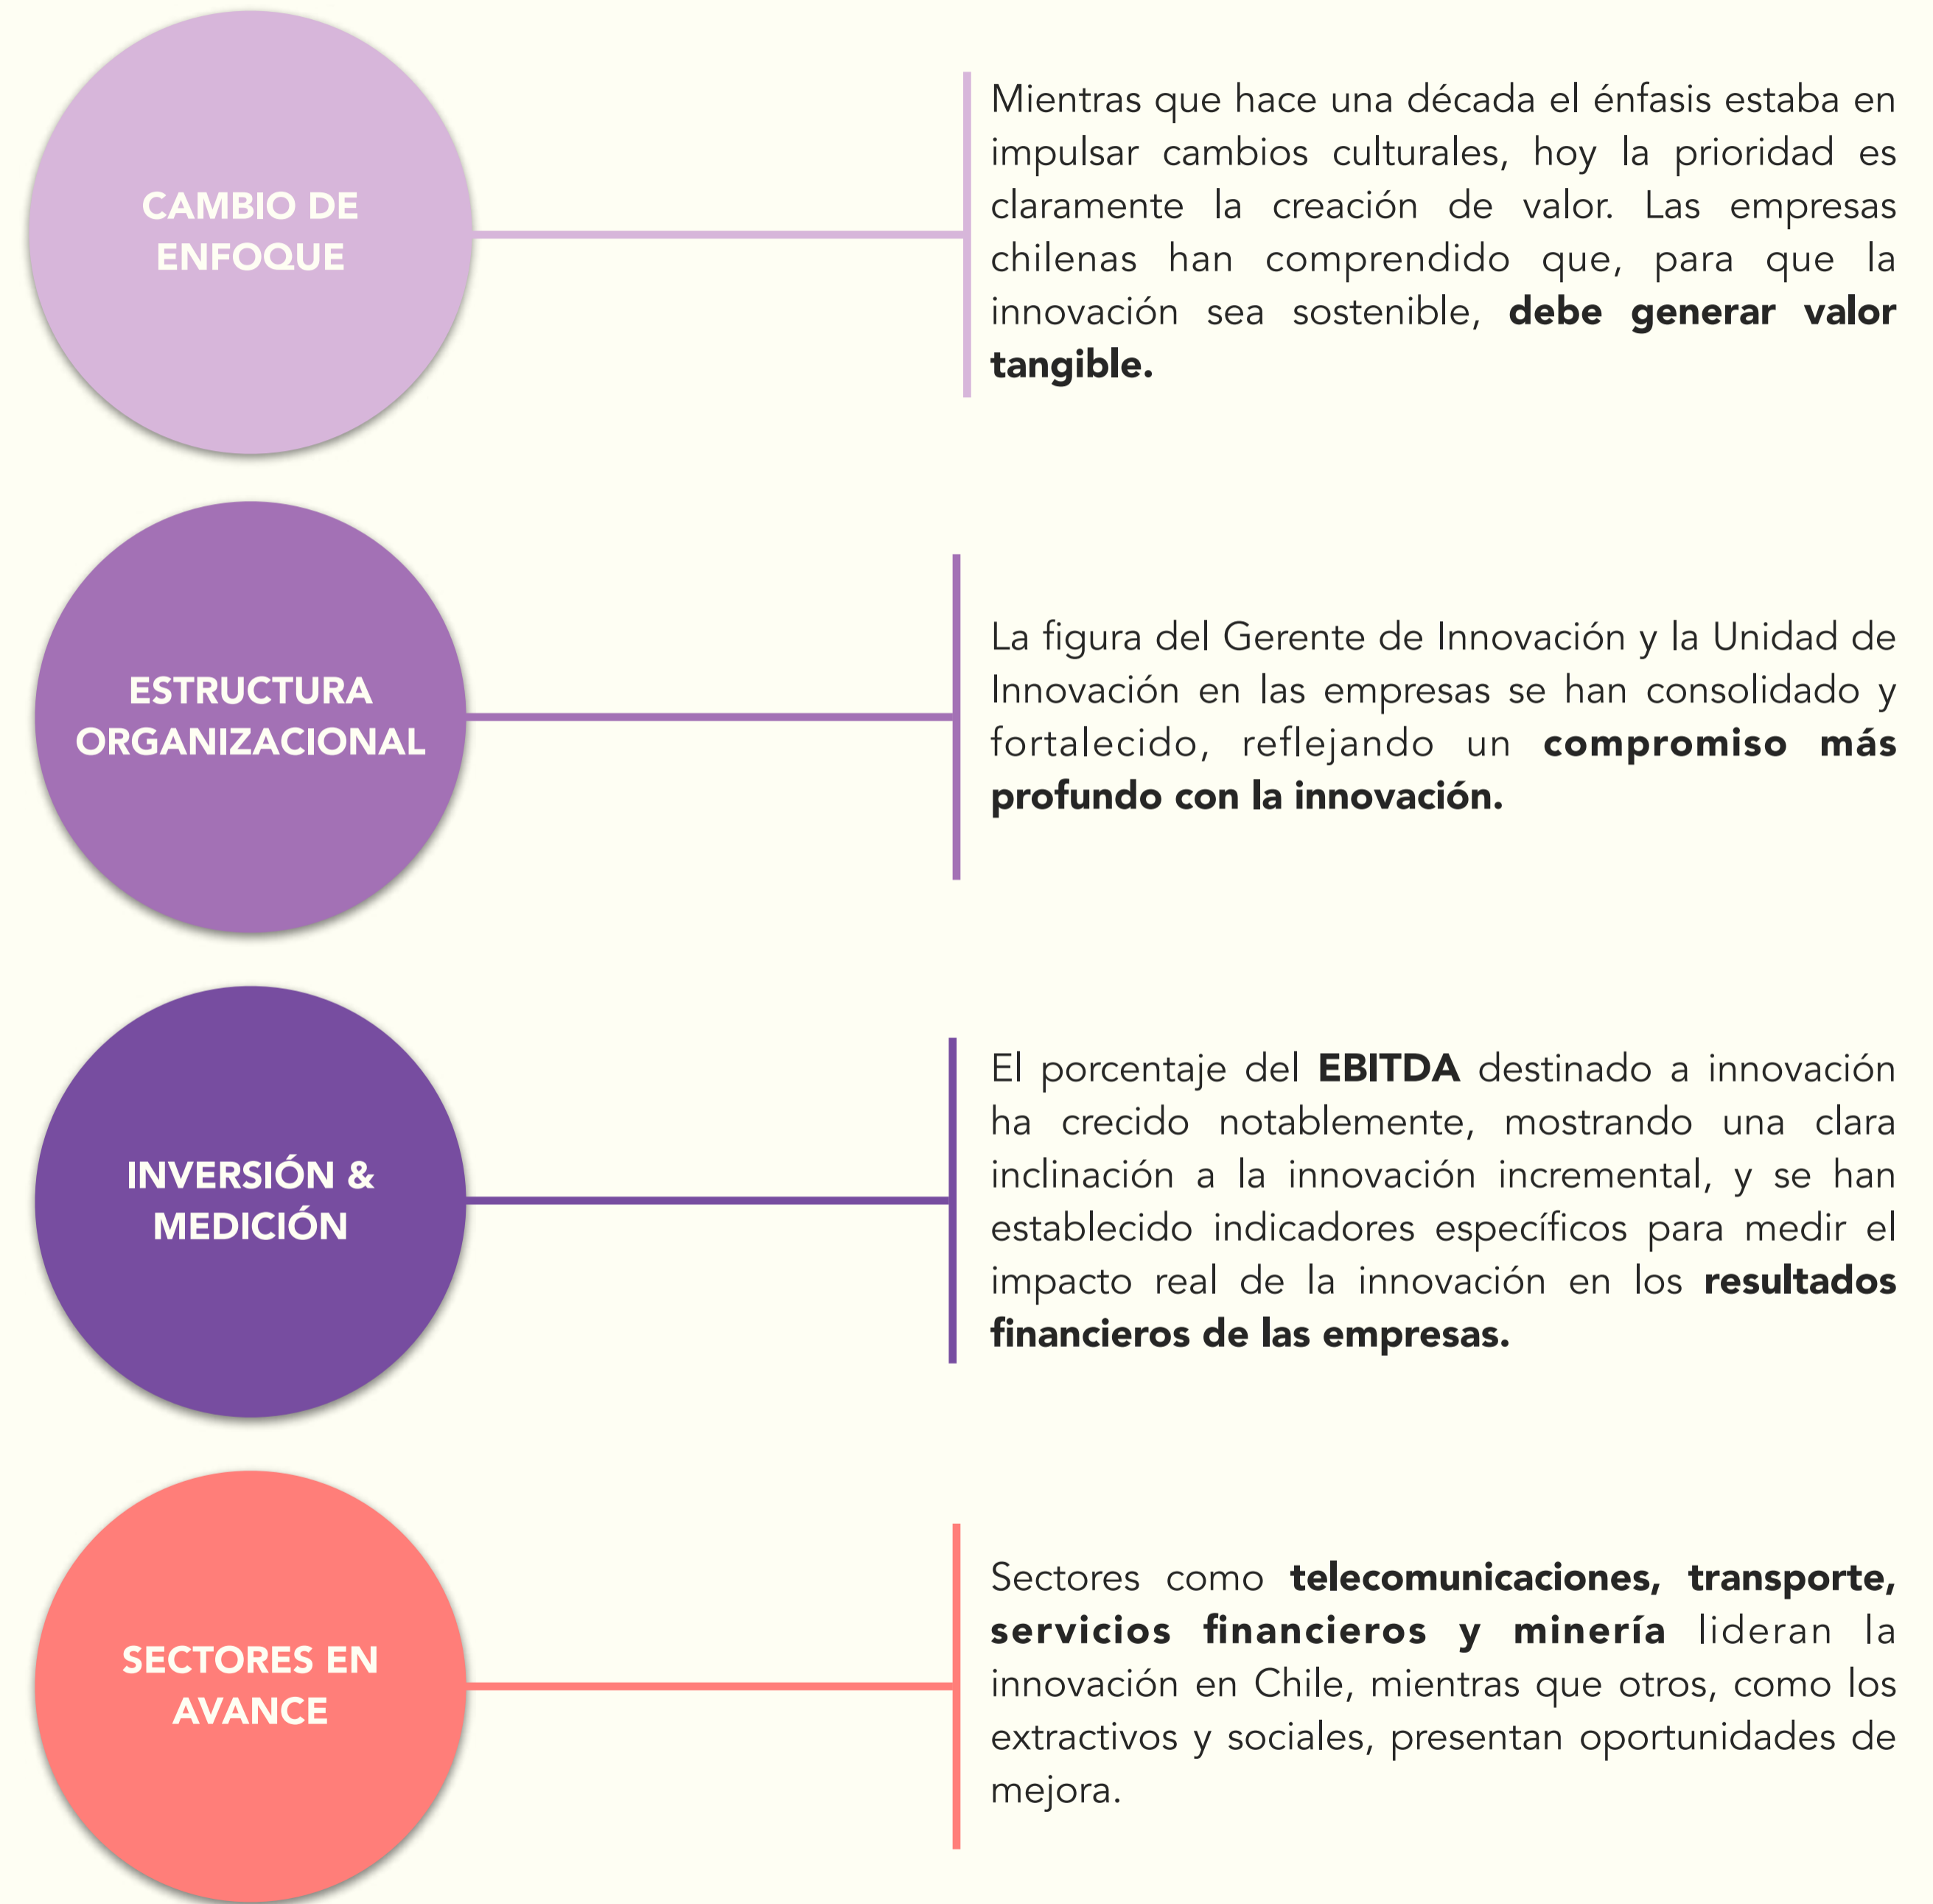 CAMBIO DE
ENFOQUE
Mientras que hace una década el énfasis estaba en
impulsar cambios culturales, hoy la prioridad es
claramente la creación de valor. Las empresas
chilenas han comprendido que, para que la
innovación sea sostenible, debe generar valor
tangible.
ESTRUCTURA
ORGANIZACIONAL
La figura del Gerente de Innovación y la Unidad de
Innovación en las empresas se han consolidado y
fortalecido, reflejando un compromiso más
profundo con la innovación.
INVERSIÓN &
MEDICIÓN
El porcentaje del EBITDA destinado a innovación
ha crecido notablemente, mostrando una clara
inclinación a la innovación incremental, y se han
establecido indicadores específicos para medir el
impacto real de la innovación en los resultados
financieros de las empresas.
SECTORES EN
AVANCE
Sectores como telecomunicaciones, transporte,
servicios financieros y minería lideran la
innovación en Chile, mientras que otros, como los
extractivos y sociales, presentan oportunidades de
mejora.